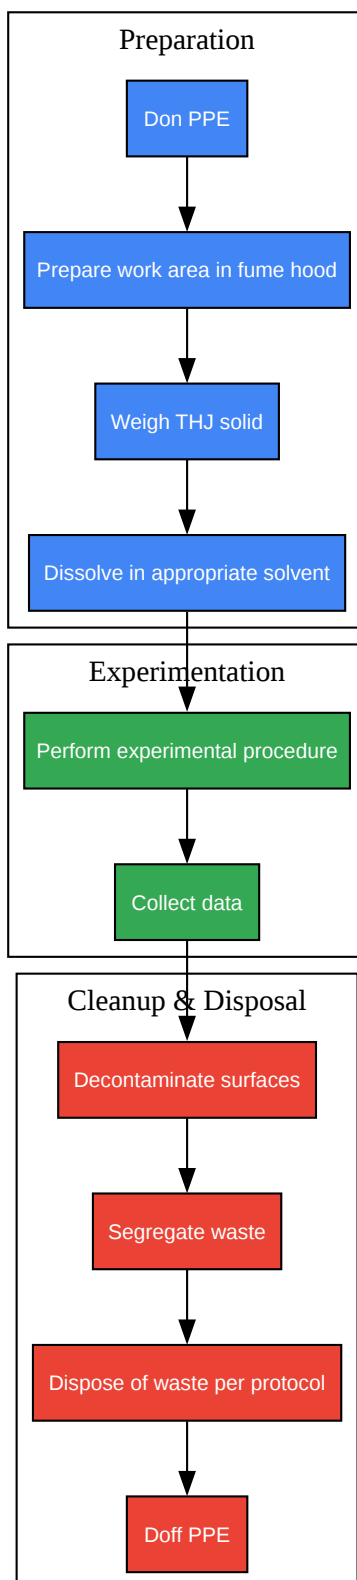 Preparation
Don PPE
Prepare work area in fume hood
Weigh THJ solid
Dissolve in appropriate solvent
Experimentation
Perform experimental procedure
Collect data
Cleanup & Disposal
Decontaminate surfaces
Segregate waste
Dispose of waste per protocol
Doff PPE